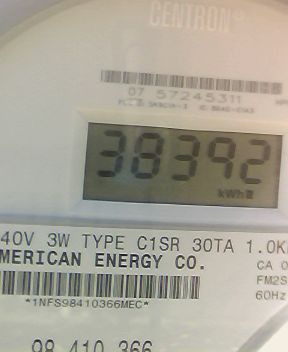 CENTRON®
07 57245311
38392
kWh
40V 3W TYPE C1SR 30TA 1.0K
MERICAN ENERGY CO.
CA 0
FM2S
60Hz
*1NFS98410366MEC*
98 410 366